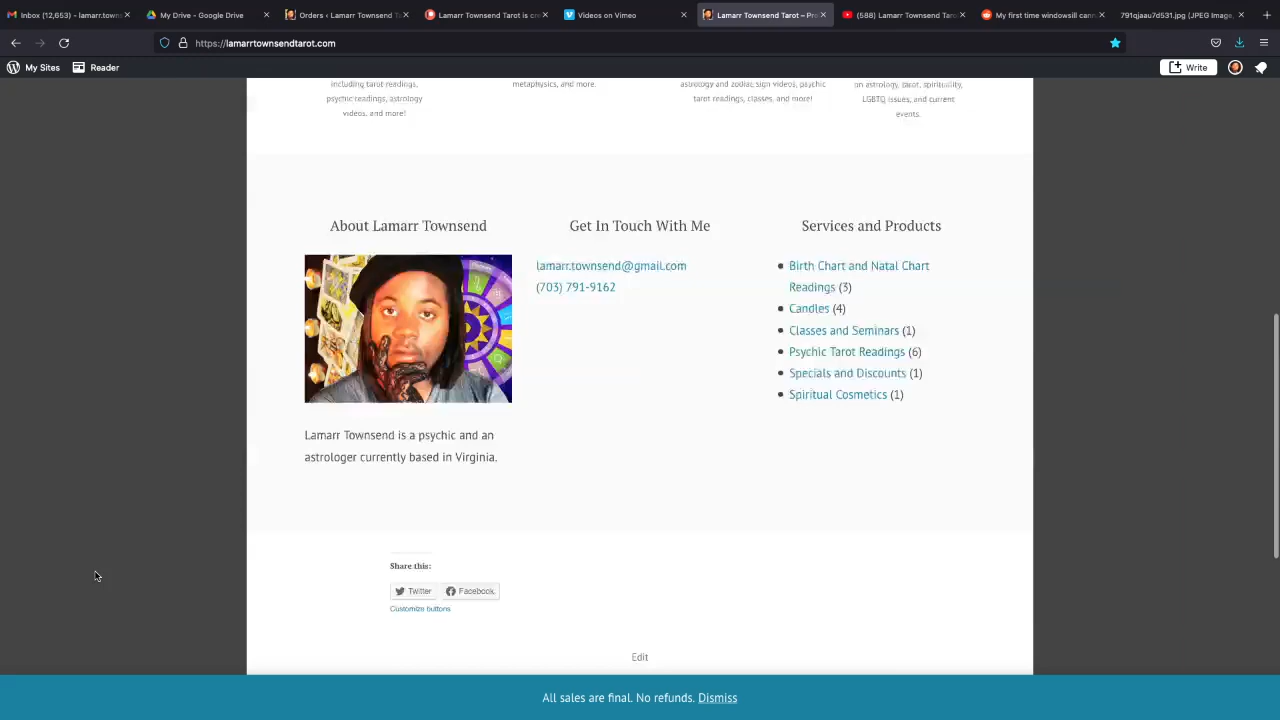 Inbox (12,653) - lamarr.town
My Drive - Google Drive
Orders ‹ Lamarr Townsend T
Lamarr Townsend Tarot is cr
Videos on Vimeo
Lamarr Townsend Tarot – Pro
(588) Lamarr Townsend Taro
My first time windowsill cann
791qjaau7d531.jpg (JPEG Image,
https://lamarrtownsendtarot.com
My Sites
Reader
Write
including tarot readings,
psychic readings, astrology
videos, and more!
metaphysics, and more.
astrology and zodiac sign videos, psychic
tarot readings, classes, and more!
on astrology, tarot, spirituality,
LGBTQ issues, and current
events.
About Lamarr Townsend
Lamarr Townsend is a psychic and an
astrologer currently based in Virginia.
Get In Touch With Me
lamarr.townsend@gmail.com
(703) 791-9162
Services and Products
Birth Chart and Natal Chart
Readings (3)
Candles (4)
Classes and Seminars (1)
Psychic Tarot Readings (6)
Specials and Discounts (1)
Spiritual Cosmetics (1)
Share this:
Twitter
Facebook
Customize buttons
Edit
All sales are final. No refunds. Dismiss